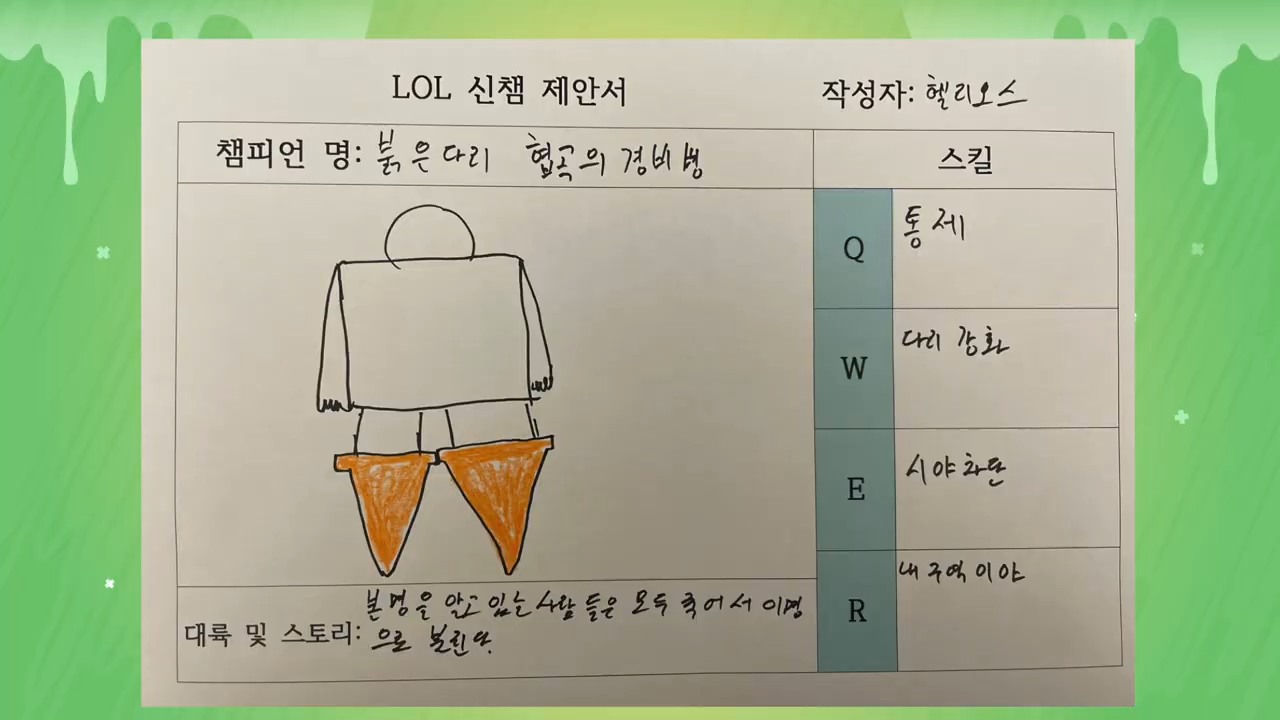 LOL 신챔 제안서
작성자: 헬리오스
챔피언 명: 붉은다리 협곡의 경비병
스킬
Q
통제
W
다리 강화
E
시야 차단
R
내 구역이야
대륙 및 스토리: 본명을 알고 있는 사람들은 모두 죽어서 이명
으로 불린다.